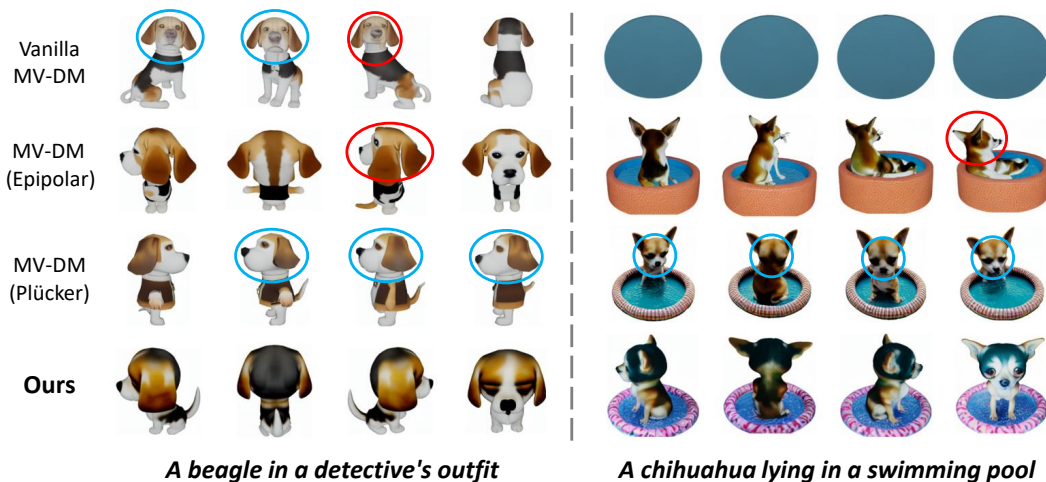 Vanilla
MV-DM
MV-DM
(Epipolar)
MV-DM
(Plücker)
Ours
A beagle in a detective's outfit
A chihuahua lying in a swimming pool